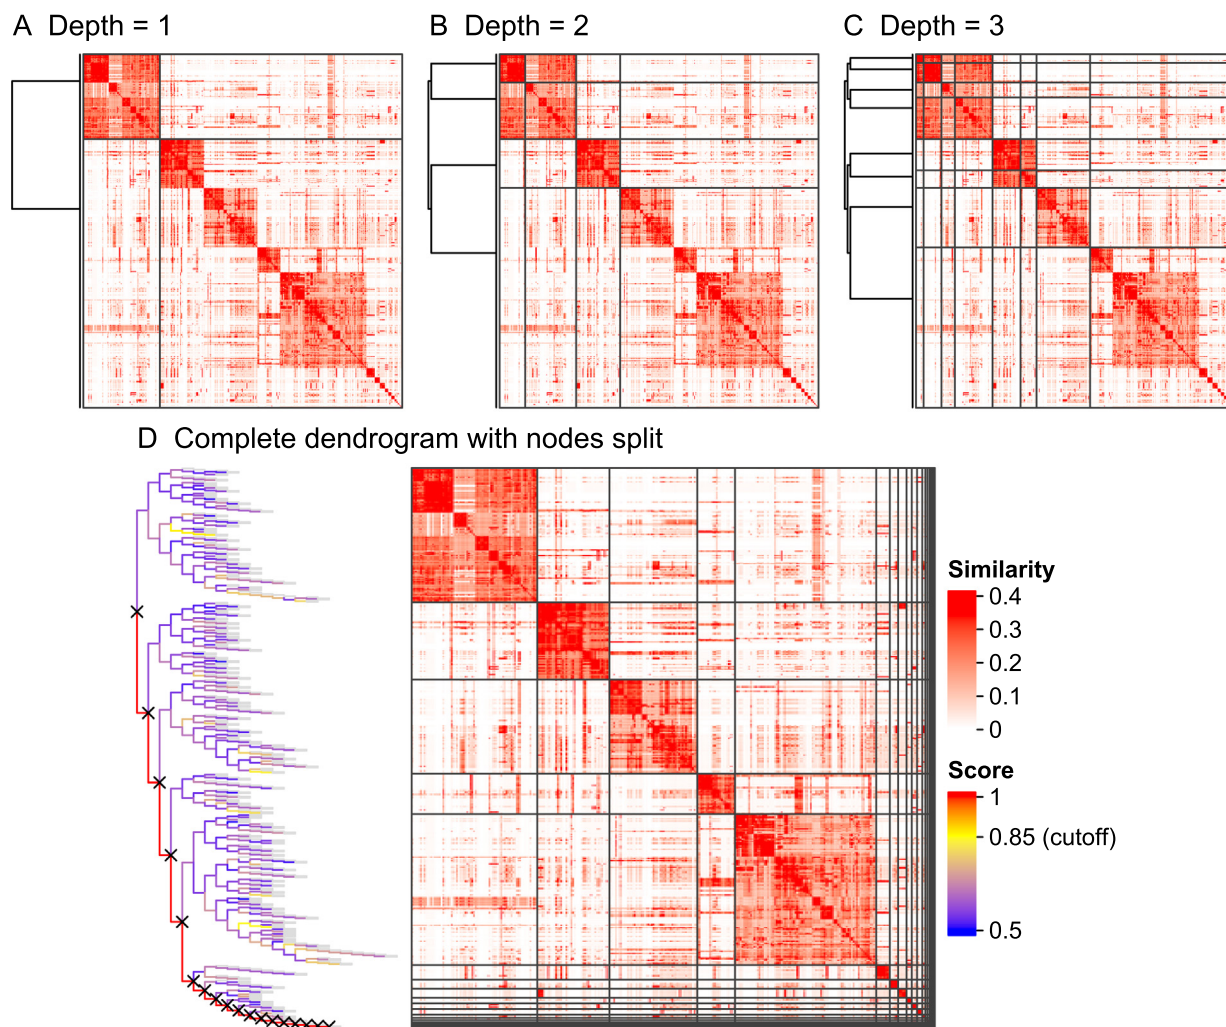 A Depth = 1
B Depth = 2
C Depth = 3
D Complete dendrogram with nodes split
Similarity
0.4
0.3
0.2
0.1
0
Score
1
0.85 (cutoff)
0.5